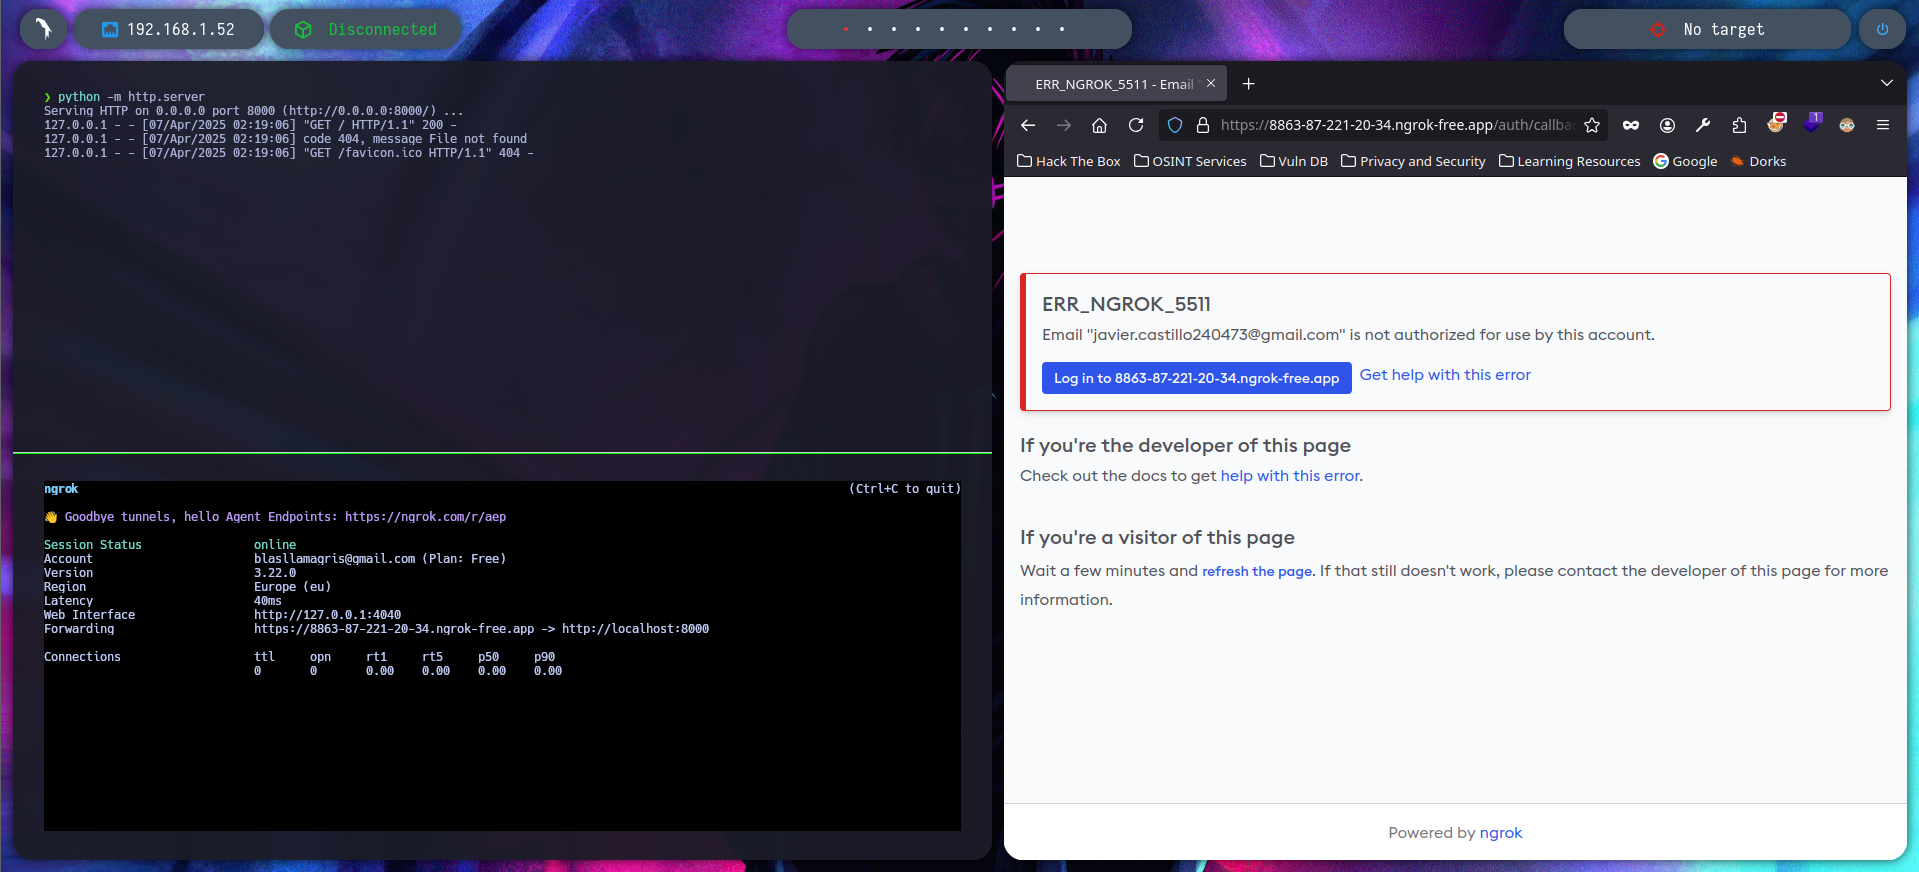 192.168.1.52
Disconnected
No target
❯ python -m http.server
Serving HTTP on 0.0.0.0 port 8000 (http://0.0.0.0:8000/) ...
127.0.0.1 - - [07/Apr/2025 02:19:06] "GET / HTTP/1.1" 200 -
127.0.0.1 - - [07/Apr/2025 02:19:06] code 404, message File not found
127.0.0.1 - - [07/Apr/2025 02:19:06] "GET /favicon.ico HTTP/1.1" 404 -
ngrok (Ctrl+C to quit)
👋 Goodbye tunnels, hello Agent Endpoints: https://ngrok.com/r/aep
Session Status online
Account blasllamagris@gmail.com (Plan: Free)
Version 3.22.0
Region Europe (eu)
Latency 40ms
Web Interface http://127.0.0.1:4040
Forwarding https://8863-87-221-20-34.ngrok-free.app -> http://localhost:8000
Connections ttl opn rt1 rt5 p50 p90
0 0 0.00 0.00 0.00 0.00
ERR_NGROK_5511 - Email "
https://8863-87-221-20-34.ngrok-free.app/auth/callba
1
Hack The Box OSINT Services Vuln DB Privacy and Security Learning Resources Google Dorks
ERR_NGROK_5511
Email "javier.castillo240473@gmail.com" is not authorized for use by this account.
Log in to 8863-87-221-20-34.ngrok-free.app Get help with this error
If you're the developer of this page
Check out the docs to get help with this error.
If you're a visitor of this page
Wait a few minutes and refresh the page. If that still doesn't work, please contact the developer of this page for more
information.
Powered by ngrok